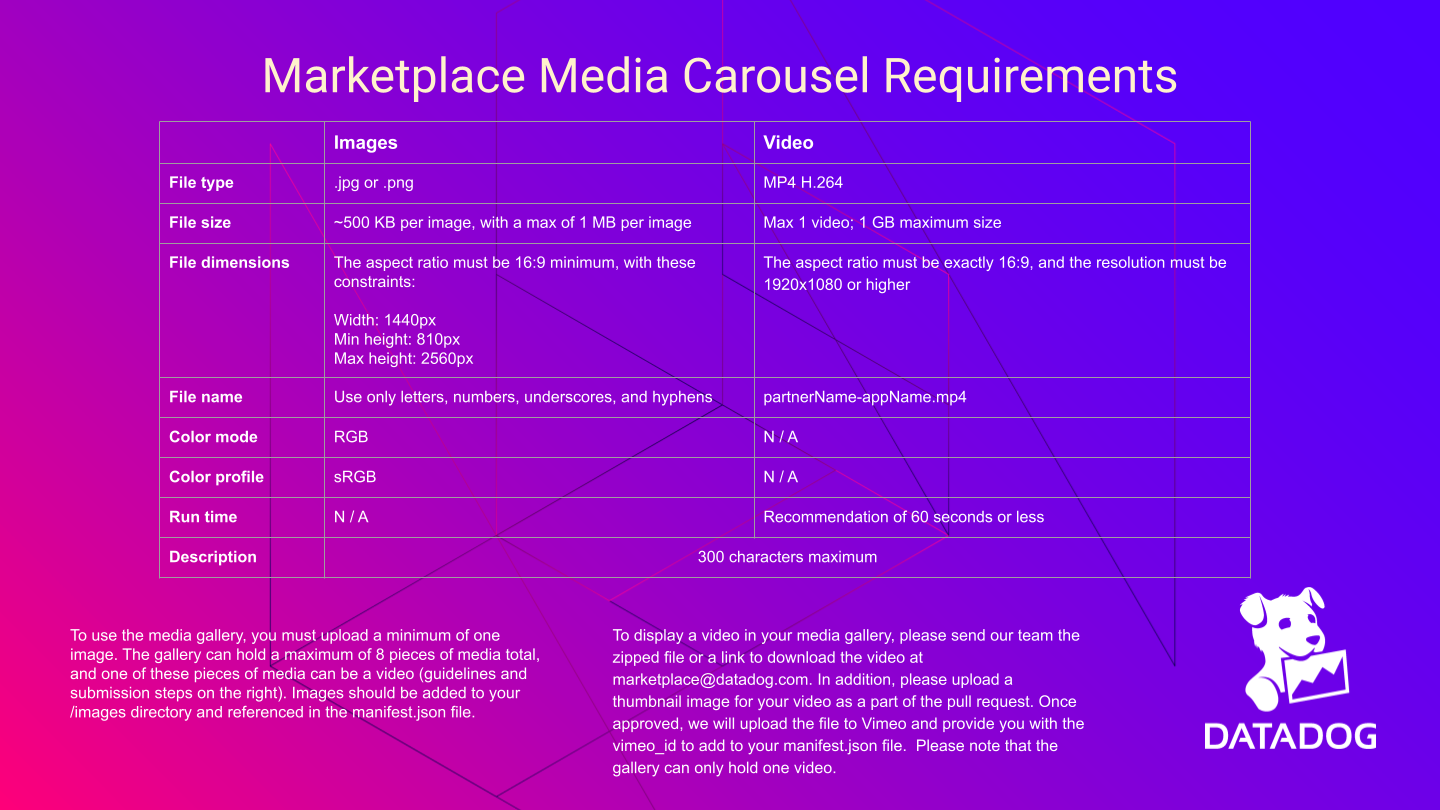 Marketplace Media Carousel Requirements
Images Video
File type .jpg or .png MP4 H.264
File size ~500 KB per image, with a max of 1 MB per image Max 1 video; 1 GB maximum size
File dimensions The aspect ratio must be 16:9 minimum, with these
constraints:
Width: 1440px
Min height: 810px
Max height: 2560px
The aspect ratio must be exactly 16:9, and the resolution must be
1920x1080 or higher
File name Use only letters, numbers, underscores, and hyphens partnerName-appName.mp4
Color mode RGB N / A
Color profile sRGB N / A
Run time N / A Recommendation of 60 seconds or less
Description 300 characters maximum
To use the media gallery, you must upload a minimum of one
image. The gallery can hold a maximum of 8 pieces of media total,
and one of these pieces of media can be a video (guidelines and
submission steps on the right). Images should be added to your
/images directory and referenced in the manifest.json file.
To display a video in your media gallery, please send our team the
zipped file or a link to download the video at
marketplace@datadog.com. In addition, please upload a
thumbnail image for your video as a part of the pull request. Once
approved, we will upload the file to Vimeo and provide you with the
vimeo_id to add to your manifest.json file.  Please note that the
gallery can only hold one video.
DATADOG